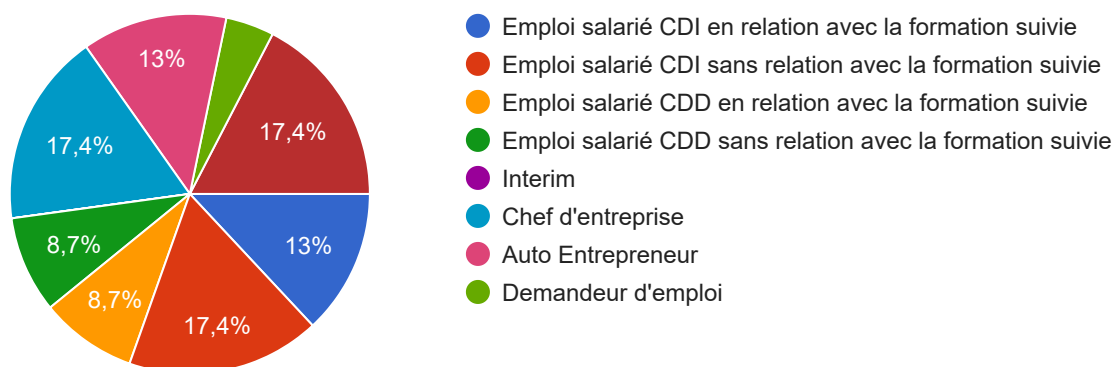 13%
17,4%
17,4%
13%
8,7%
8,7%
17,4%
Emploi salarié CDI en relation avec la formation suivie
Emploi salarié CDI sans relation avec la formation suivie
Emploi salarié CDD en relation avec la formation suivie
Emploi salarié CDD sans relation avec la formation suivie
Interim
Chef d'entreprise
Auto Entrepreneur
Demandeur d'emploi